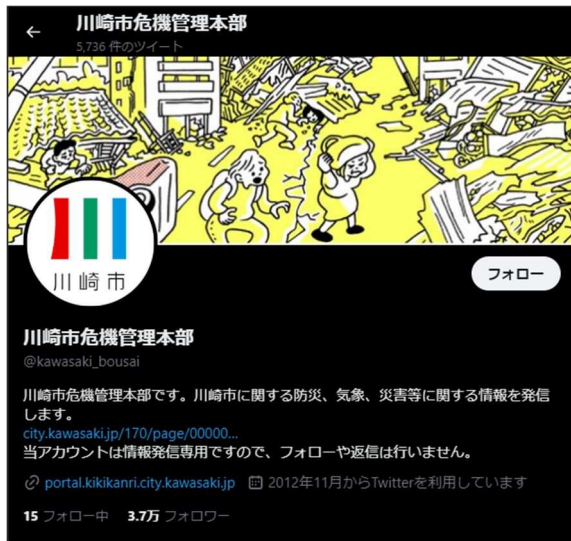 川崎市危機管理本部
5,736 件のツイート
川崎市
フォロー
川崎市危機管理本部
@kawasaki_bousai
川崎市危機管理本部です。川崎市に関する防災、気象、災害等に関する情報を発信
します。
city.kawasaki.jp/170/page/00000...
当アカウントは情報発信専用ですので、フォローや返信は行いません。
portal.kikikanri.city.kawasaki.jp 2012年11月からTwitterを利用しています
15 フォロー中 3.7万 フォロワー